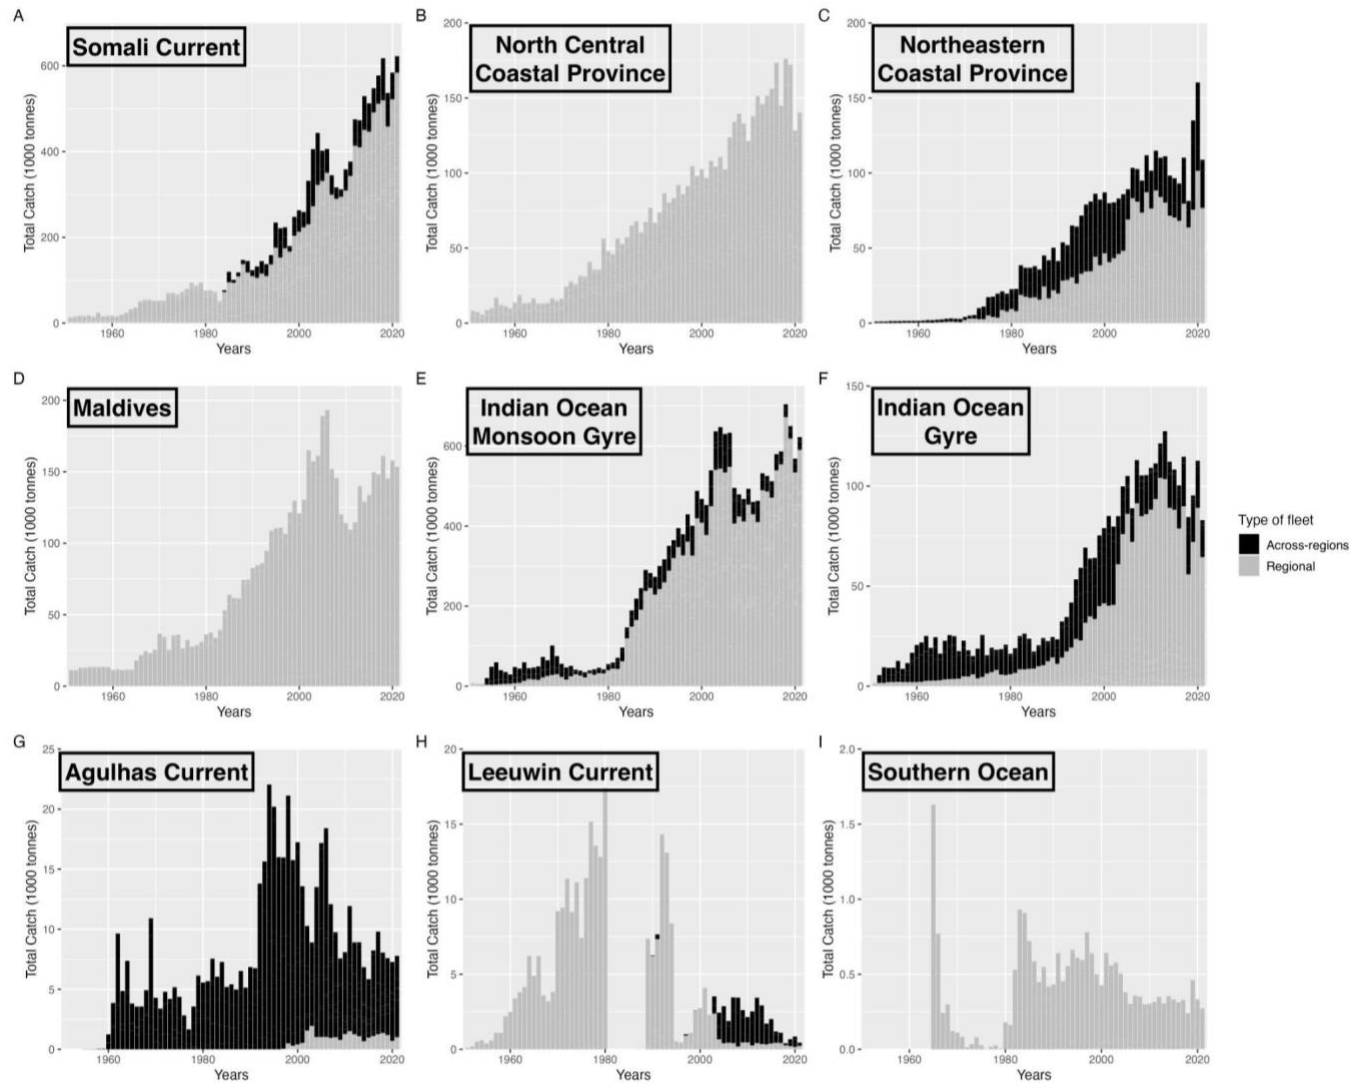 A
Somali Current
600
400
200
0
1960
1980
2000
2020
Years
Total Catch (1000 tonnes)
B
North Central
Coastal Province
200
150
100
50
0
1960
1980
2000
2020
Years
Total Catch (1000 tonnes)
C
Northeastern
Coastal Province
200
150
100
50
0
1960
1980
2000
2020
Years
Total Catch (1000 tonnes)
D
Maldives
200
150
100
50
0
1960
1980
2000
2020
Years
Total Catch (1000 tonnes)
E
Indian Ocean
Monsoon Gyre
600
400
200
0
1960
1980
2000
2020
Years
Total Catch (1000 tonnes)
F
Indian Ocean
Gyre
150
100
50
0
1960
1980
2000
2020
Years
Total Catch (1000 tonnes)
Type of fleet
Across-regions
Regional
G
Agulhas Current
25
20
15
10
5
0
1960
1980
2000
2020
Years
Total Catch (1000 tonnes)
H
Leeuwin Current
20
15
10
5
0
1960
1980
2000
2020
Years
Total Catch (1000 tonnes)
I
Southern Ocean
2.0
1.5
1.0
0.5
0.0
1960
1980
2000
2020
Years
Total Catch (1000 tonnes)